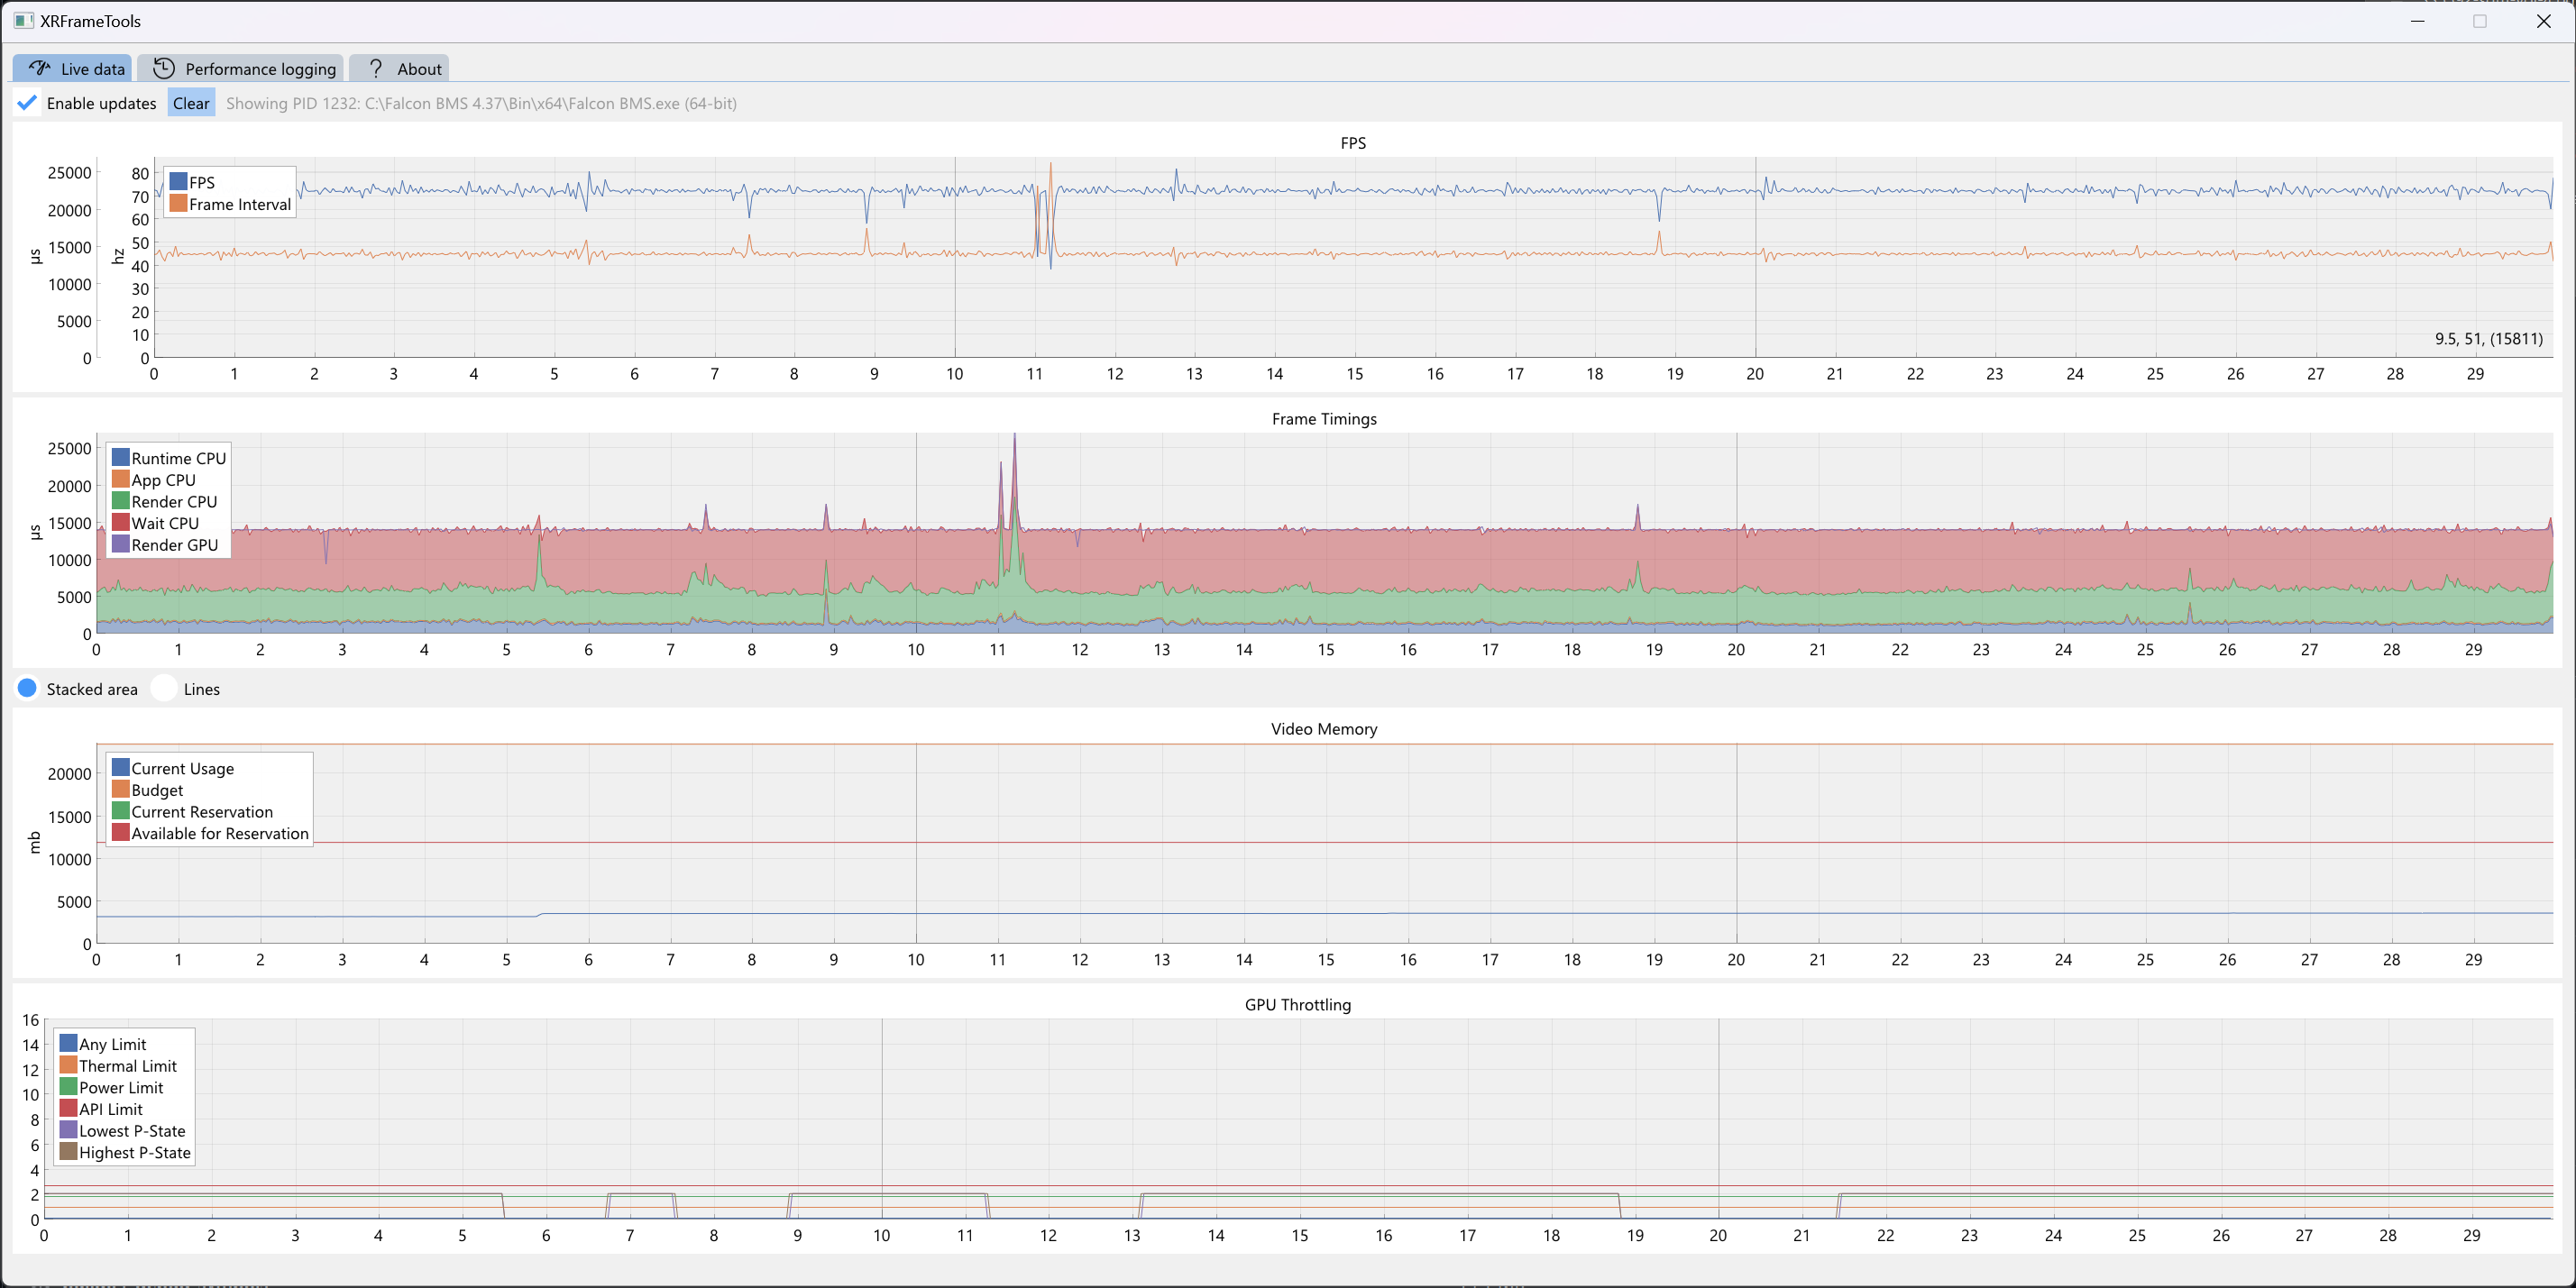 XRFrameTools
Live data Performance logging ? About
Enable updates Clear Showing PID 1232: C:\Falcon BMS 4.37\Bin\x64\Falcon BMS.exe (64-bit)
FPS
25000
20000
15000
10000
5000
0
µs
80
70
60
50
40
30
20
10
0
hz
FPS
Frame Interval
9.5, 51, (15811)
0 1 2 3 4 5 6 7 8 9 10 11 12 13 14 15 16 17 18 19 20 21 22 23 24 25 26 27 28 29
Frame Timings
25000
20000
15000
10000
5000
0
µs
Runtime CPU
App CPU
Render CPU
Wait CPU
Render GPU
0 1 2 3 4 5 6 7 8 9 10 11 12 13 14 15 16 17 18 19 20 21 22 23 24 25 26 27 28 29
Stacked area Lines
Video Memory
20000
15000
10000
5000
0
mb
Current Usage
Budget
Current Reservation
Available for Reservation
0 1 2 3 4 5 6 7 8 9 10 11 12 13 14 15 16 17 18 19 20 21 22 23 24 25 26 27 28 29
GPU Throttling
16
14
12
10
8
6
4
2
0
Any Limit
Thermal Limit
Power Limit
API Limit
Lowest P-State
Highest P-State
0 1 2 3 4 5 6 7 8 9 10 11 12 13 14 15 16 17 18 19 20 21 22 23 24 25 26 27 28 29